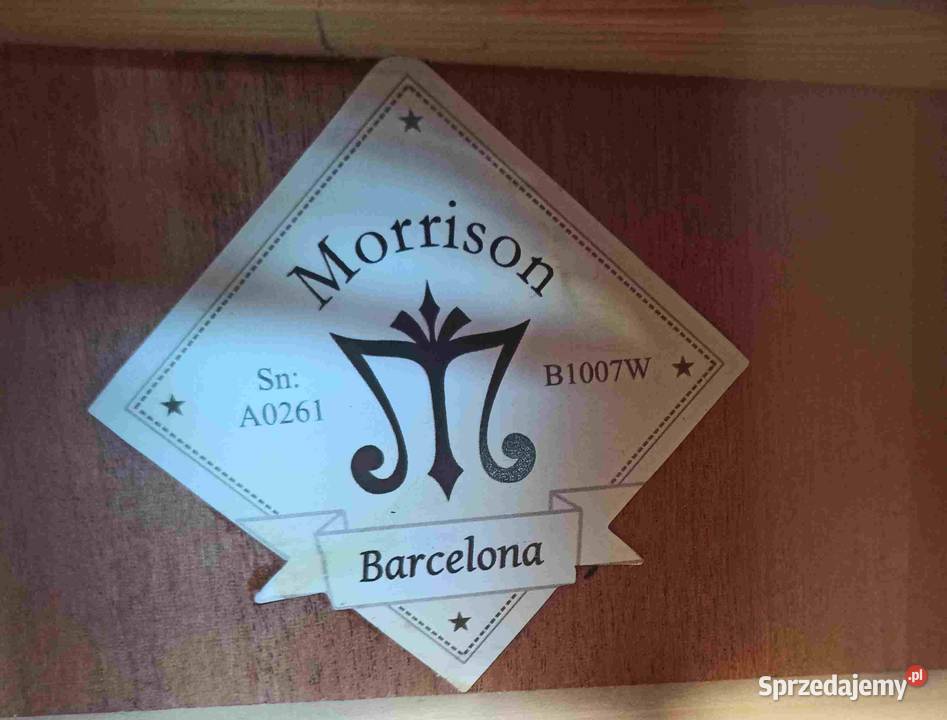 Morrison
Sn:
A0261
B1007W
Barcelona
Sprzedajemy.pl